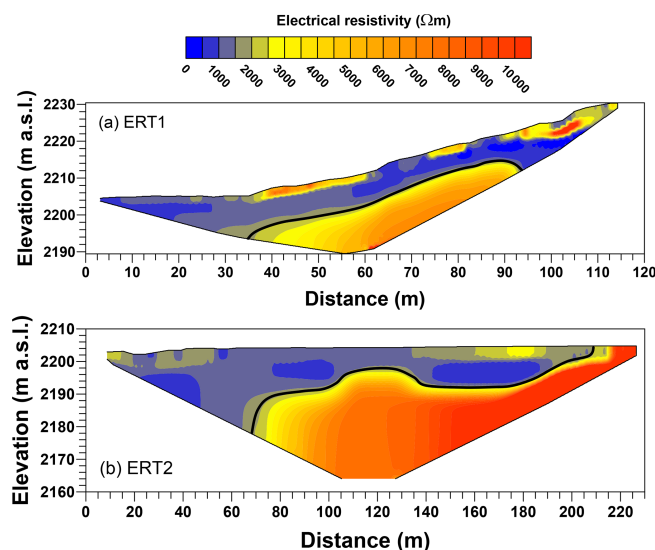 Electrical resistivity (Ωm)
0 1000 2000 3000 4000 5000 6000 7000 8000 9000 10000
(a) ERT1
Elevation (m a.s.l.)
2230
2220
2210
2200
2190
0 10 20 30 40 50 60 70 80 90 100 110 120
Distance (m)
Elevation (m a.s.l.)
2210
2200
2190
2180
2170
2160
(b) ERT2
0 20 40 60 80 100 120 140 160 180 200 220
Distance (m)